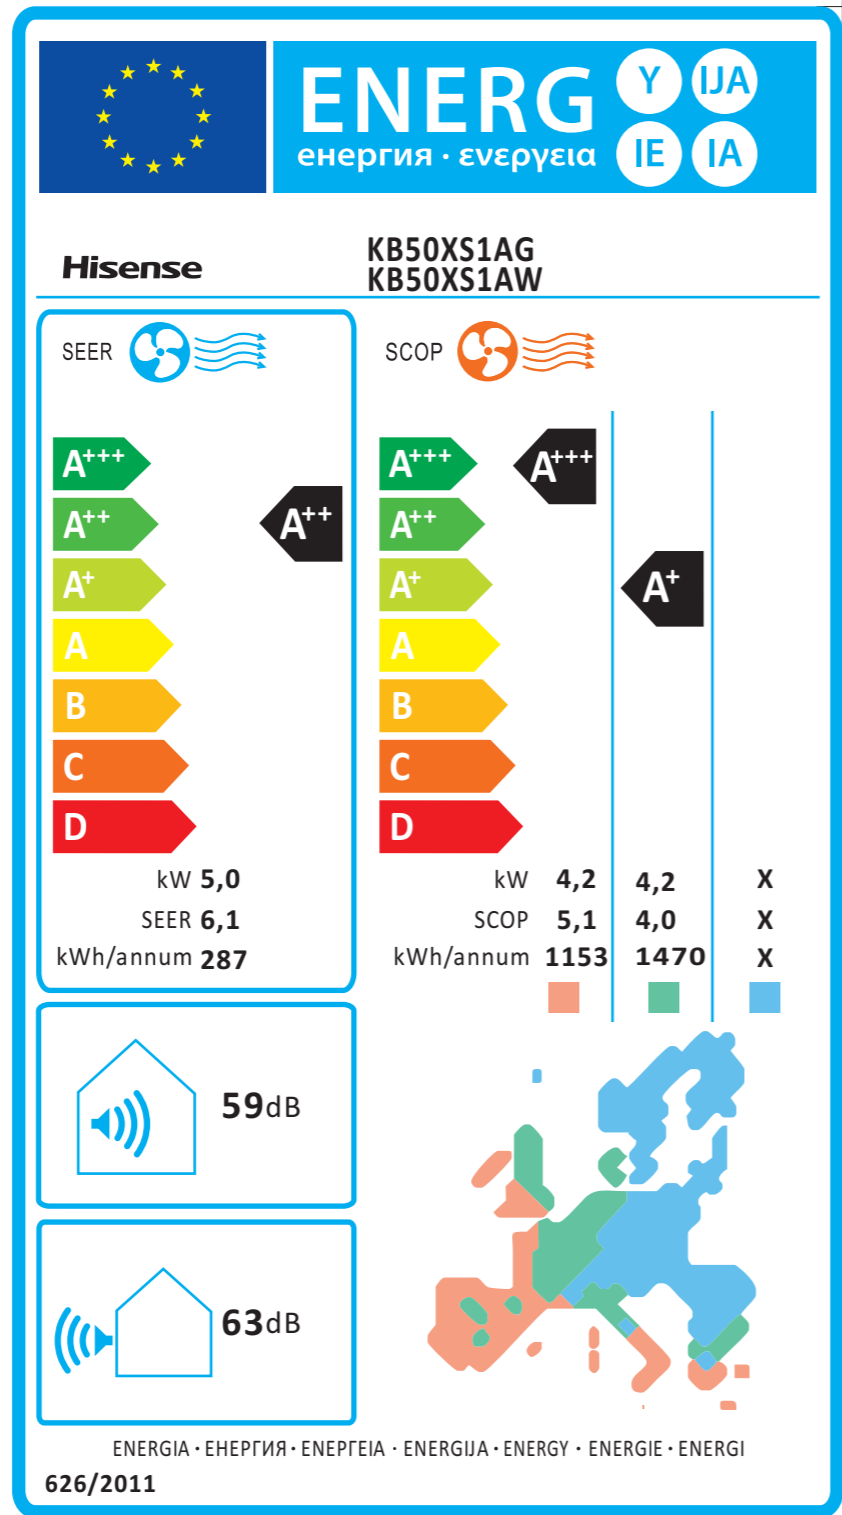 ENERG
енергия · ενεργεια
Y IJA
IE IA
Hisense
KB50XS1AG
KB50XS1AW
SEER
A+++
A++
A+
A
B
C
D
A++
kW 5,0
SEER 6,1
kWh/annum 287
SCOP
A+++
A++
A+
A
B
C
D
A+++
A+
kW 4,2 4,2 X
SCOP 5,1 4,0 X
kWh/annum 1153 1470 X
59dB
63dB
ENERGIA · ЕНЕРГИЯ · ΕΝΕΡΓΕΙΑ · ENERGIJA · ENERGY · ENERGIE · ENERGI
626/2011